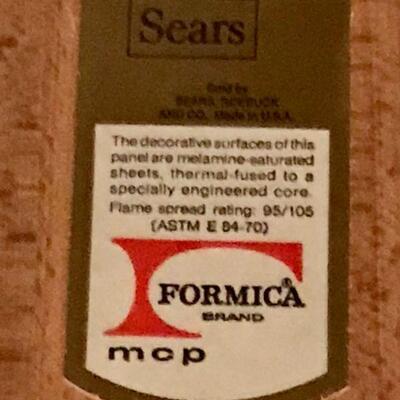 Sears
Sold by
SEARS, ROEBUCK
AND CO. Made in U.S.A.
The decorative surfaces of this
panel are melamine-saturated
sheets, thermal-fused to a
specially engineered core.
Flame spread rating: 95/105
(ASTM E 84-70)
FORMICA®
BRAND
mcp